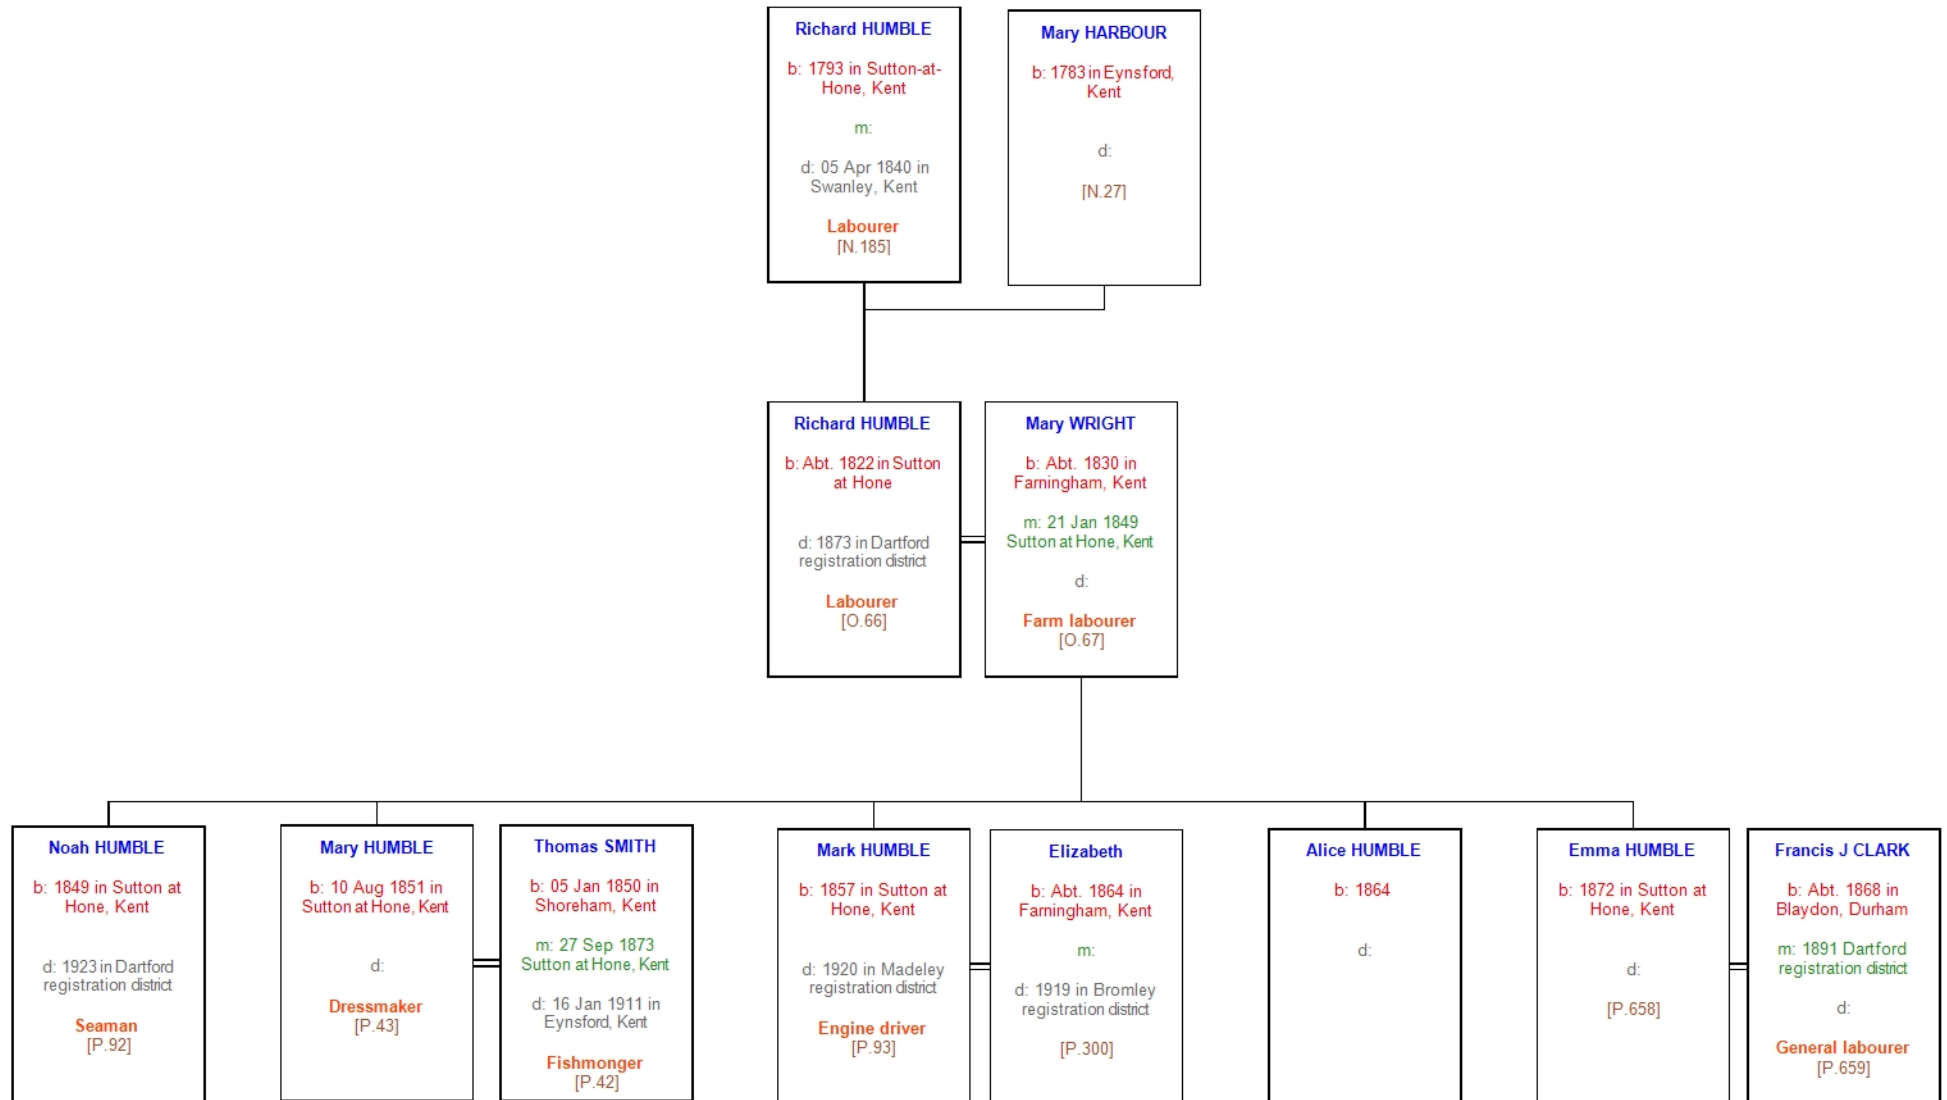 Richard HUMBLE
b: 1793 in Sutton-at-
Hone, Kent
m:
d: 05 Apr 1840 in
Swanley, Kent
Labourer
[N.185]
Mary HARBOUR
b: 1783 in Eynsford,
Kent
d:
[N.27]
Richard HUMBLE
b: Abt. 1822 in Sutton
at Hone
d: 1873 in Dartford
registration district
Labourer
[O.66]
Mary WRIGHT
b: Abt. 1830 in
Farningham, Kent
m: 21 Jan 1849
Sutton at Hone, Kent
d:
Farm labourer
[O.67]
Noah HUMBLE
b: 1849 in Sutton at
Hone, Kent
d: 1923 in Dartford
registration district
Seaman
[P.92]
Mary HUMBLE
b: 10 Aug 1851 in
Sutton at Hone, Kent
d:
Dressmaker
[P.43]
Thomas SMITH
b: 05 Jan 1850 in
Shoreham, Kent
m: 27 Sep 1873
Sutton at Hone, Kent
d: 16 Jan 1911 in
Eynsford, Kent
Fishmonger
[P.42]
Mark HUMBLE
b: 1857 in Sutton at
Hone, Kent
d: 1920 in Madeley
registration district
Engine driver
[P.93]
Elizabeth
b: Abt. 1864 in
Farningham, Kent
m:
d: 1919 in Bromley
registration district
[P.300]
Alice HUMBLE
b: 1864
d:
Emma HUMBLE
b: 1872 in Sutton at
Hone, Kent
d:
[P.658]
Francis J CLARK
b: Abt. 1868 in
Blaydon, Durham
m: 1891 Dartford
registration district
d:
General labourer
[P.659]